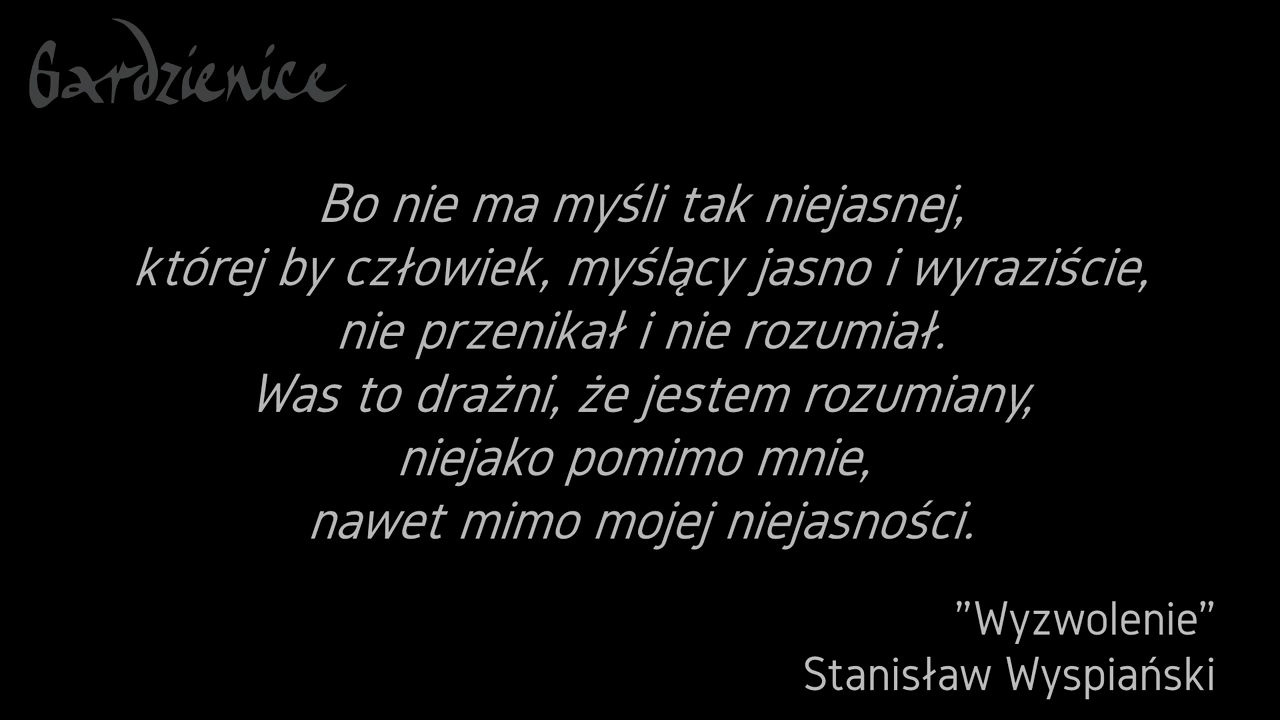 Gardzienice
Bo nie ma myśli tak niejasnej,
której by człowiek, myślący jasno i wyraziście,
nie przenikał i nie rozumiał.
Was to drażni, że jestem rozumiany,
niejako pomimo mnie,
nawet mimo mojej niejasności.
”Wyzwolenie”
Stanisław Wyspiański